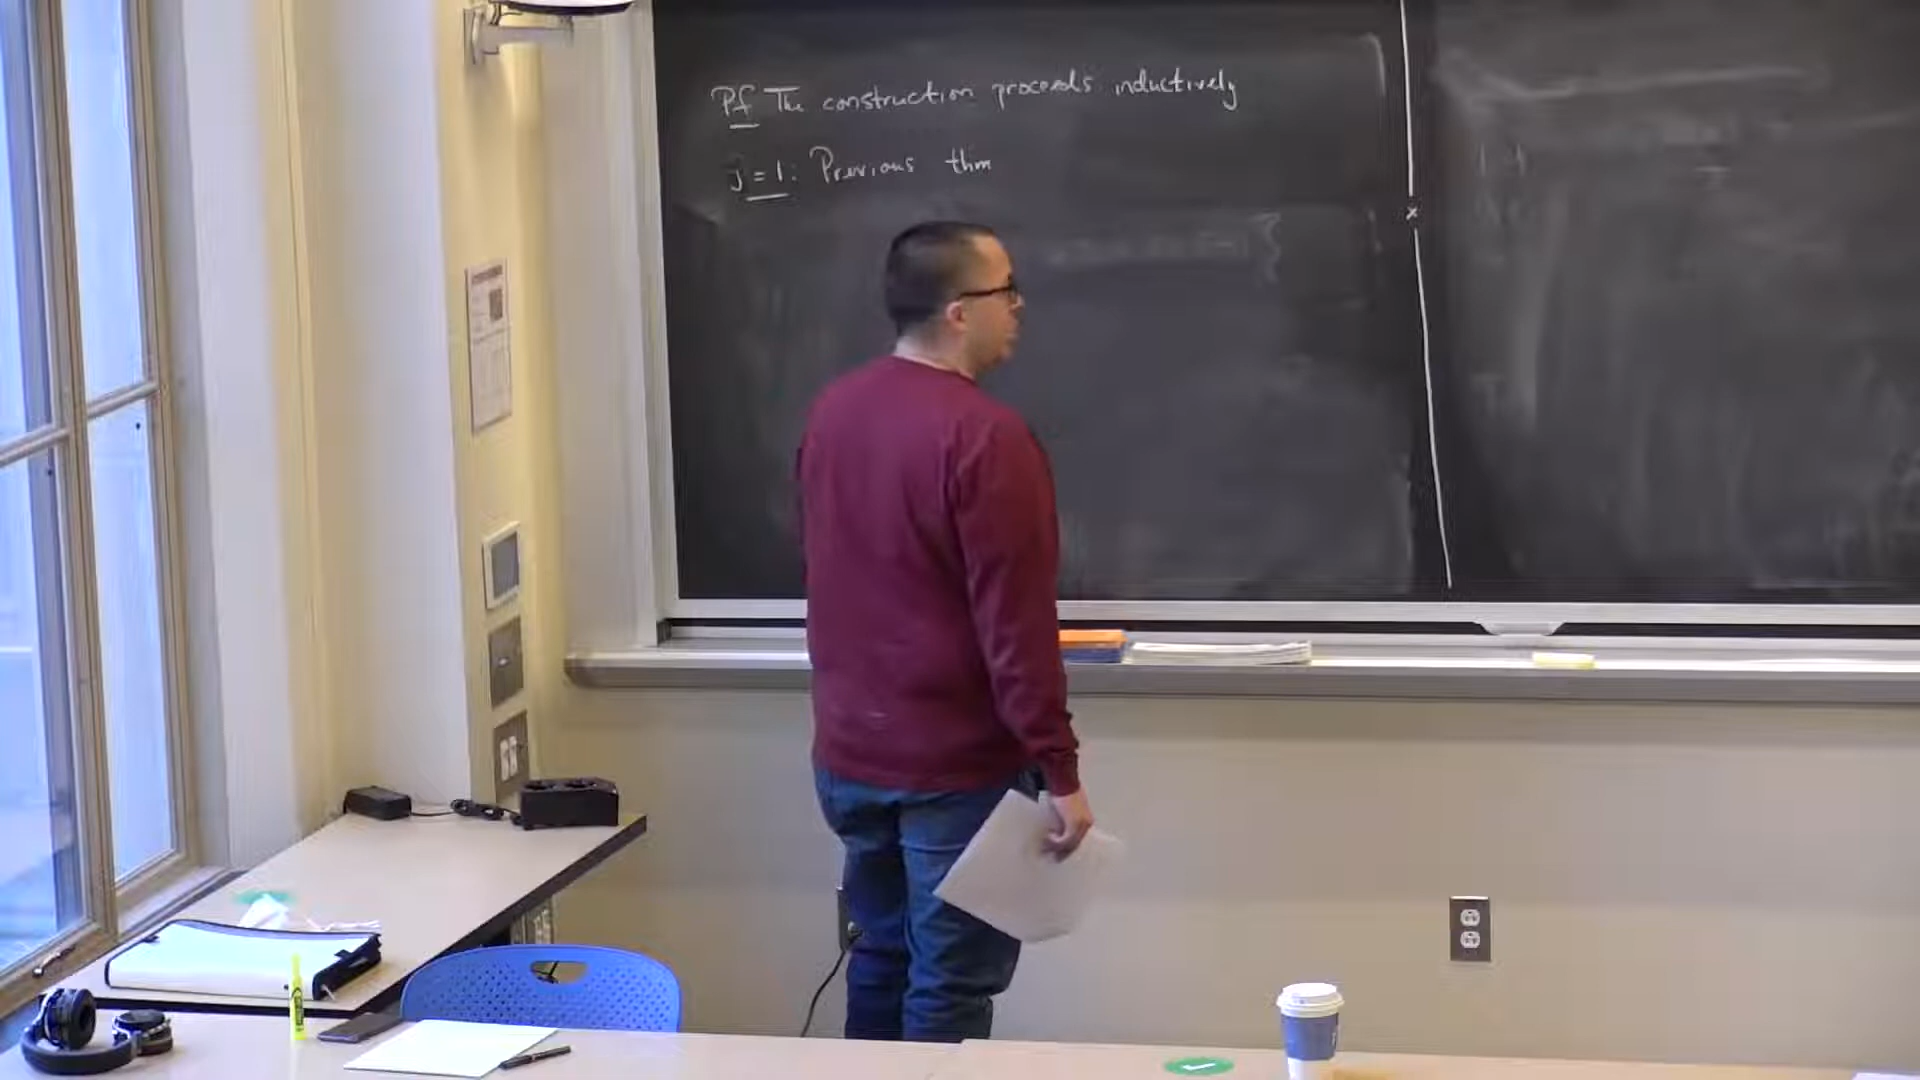 Pf The construction proceeds inductively
j=1: Previous thm